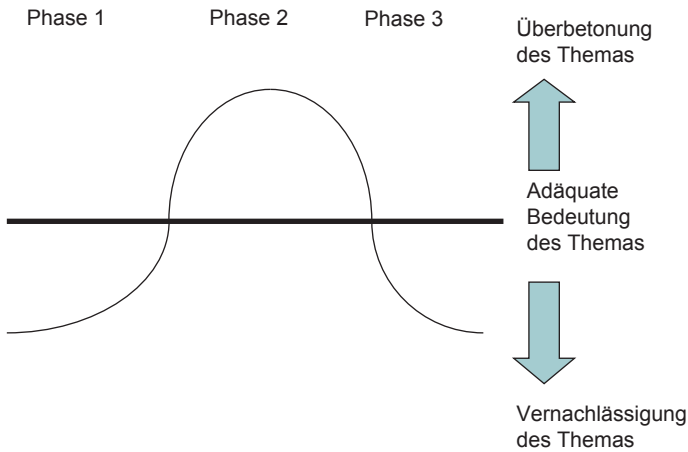 Phase 1 Phase 2 Phase 3
Überbetonung
des Themas
Adäquate
Bedeutung
des Themas
Vernachlässigung
des Themas